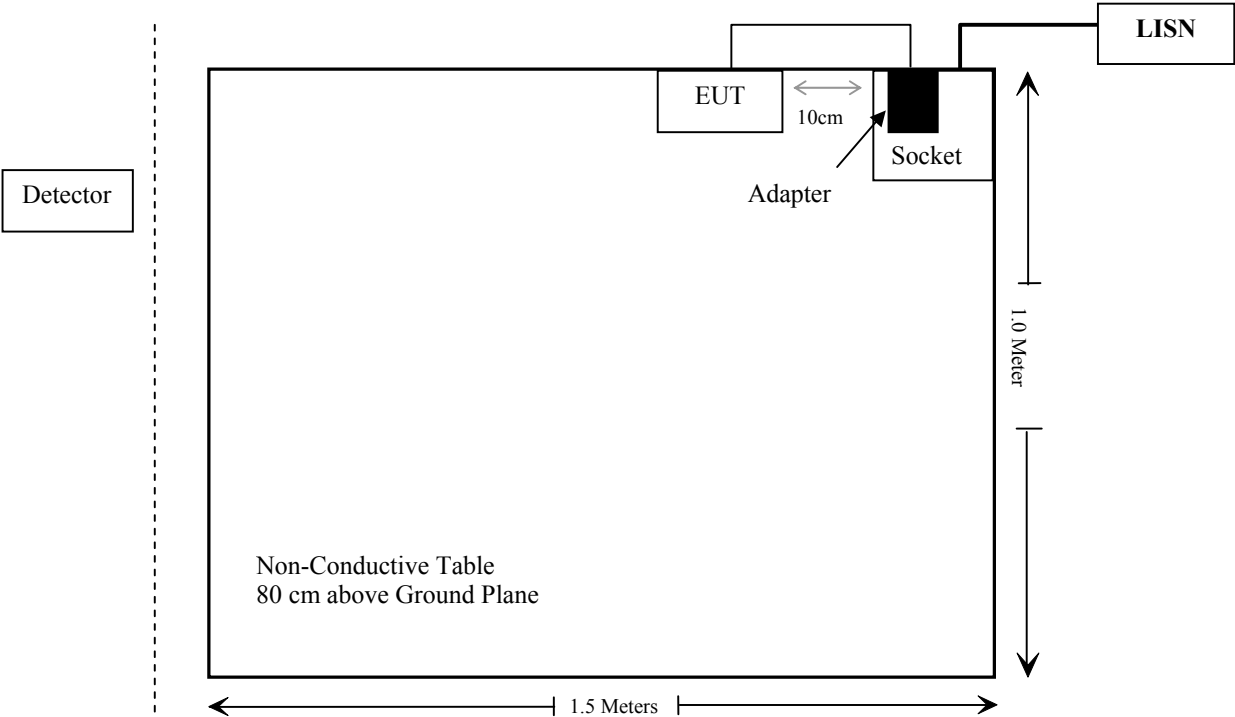 LISN
EUT
10cm
Socket
Adapter
Detector
1.0 Meter
Non-Conductive Table
80 cm above Ground Plane
1.5 Meters